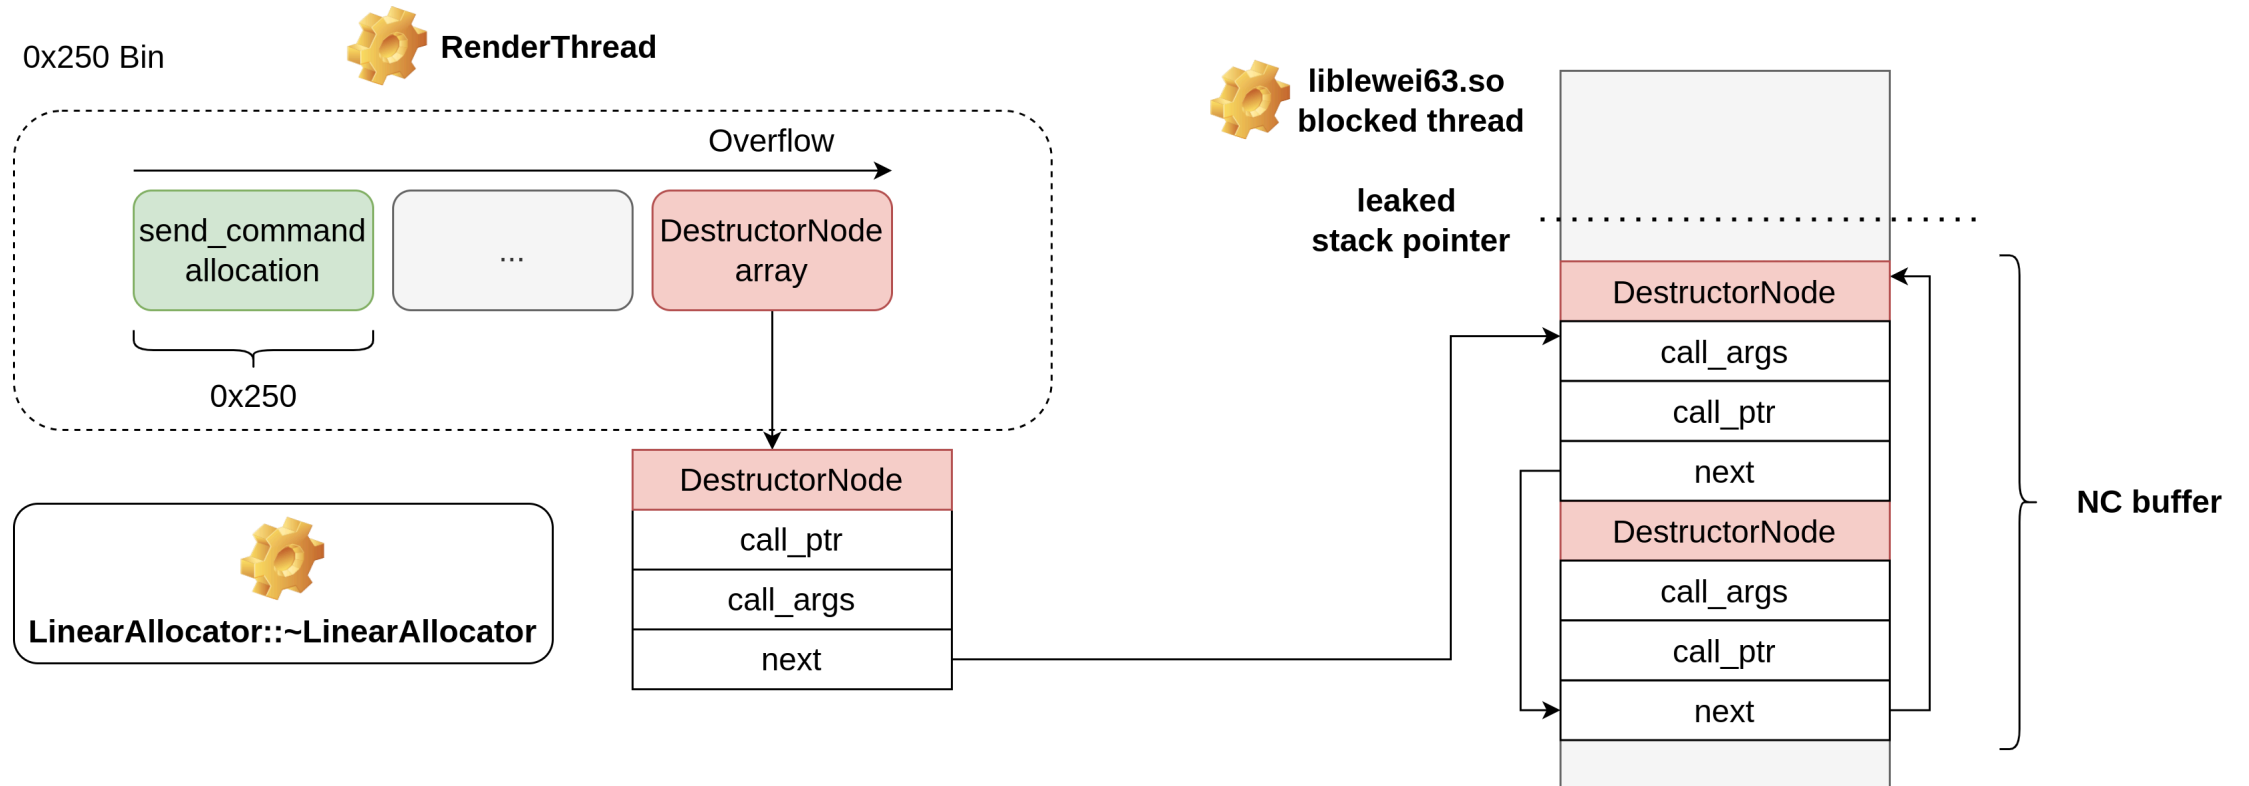 0x250 Bin
RenderThread
Overflow
send_command
allocation
...
DestructorNode
array
0x250
LinearAllocator::~LinearAllocator
DestructorNode
call_ptr
call_args
next
liblewei63.so
blocked thread
leaked
stack pointer
DestructorNode
call_args
call_ptr
next
DestructorNode
call_args
call_ptr
next
NC buffer